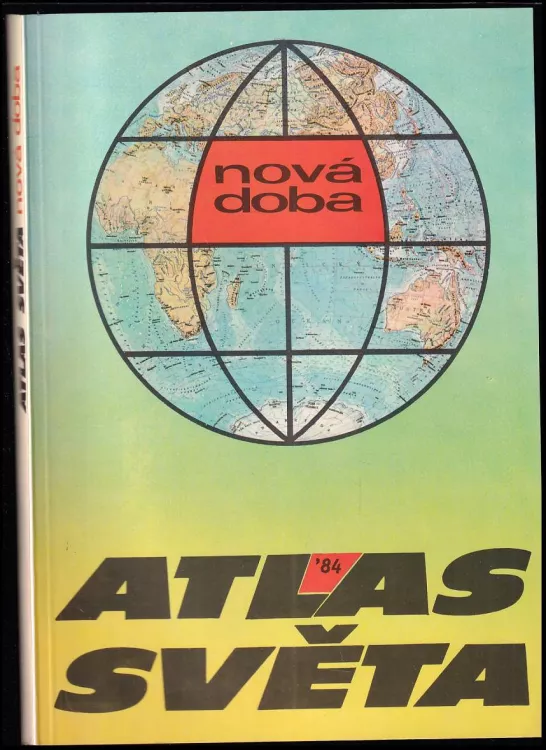 nová
doba
'84
ATLAS
SVĚTA
nová doba ATLAS SVĚTA